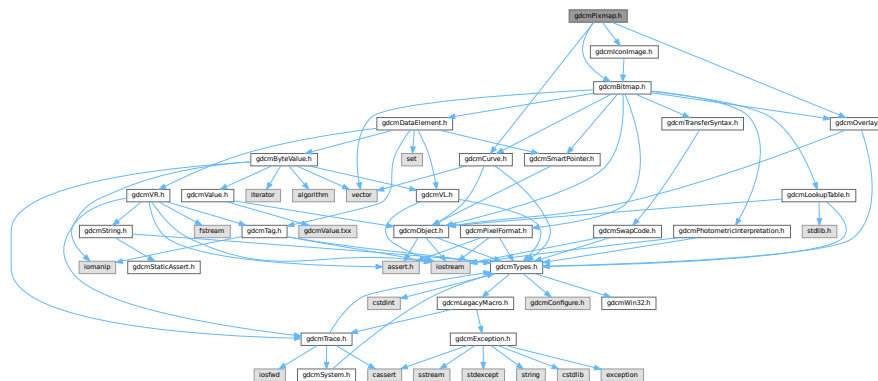 gdcmPixmap.h
gdcmIconImage.h
gdcmBitmap.h
gdcmDataElement.h
gdcmTransferSyntax.h
gdcmOverlay.
gdcmByteValue.h
set
gdcmCurve.h
gdcmSmartPointer.h
gdcmVR.h
gdcmValue.h
iterator
algorithm
vector
gdcmVL.h
gdcmLookupTable.h
gdcmString.h
fstream
gdcmTag.h
gdcmValue.txx
gdcmObject.h
gdcmPixelFormat.h
gdcmSwapCode.h
gdcmPhotometricInterpretation.h
stdlib.h
iomanip
gdcmStaticAssert.h
assert.h
iostream
gdcmTypes.h
cstdint
gdcmLegacyMacro.h
gdcmConfigure.h
gdcmWin32.h
gdcmTrace.h
gdcmException.h
iosfwd
gdcmSystem.h
cassert
sstream
stdexcept
string
cstdlib
exception